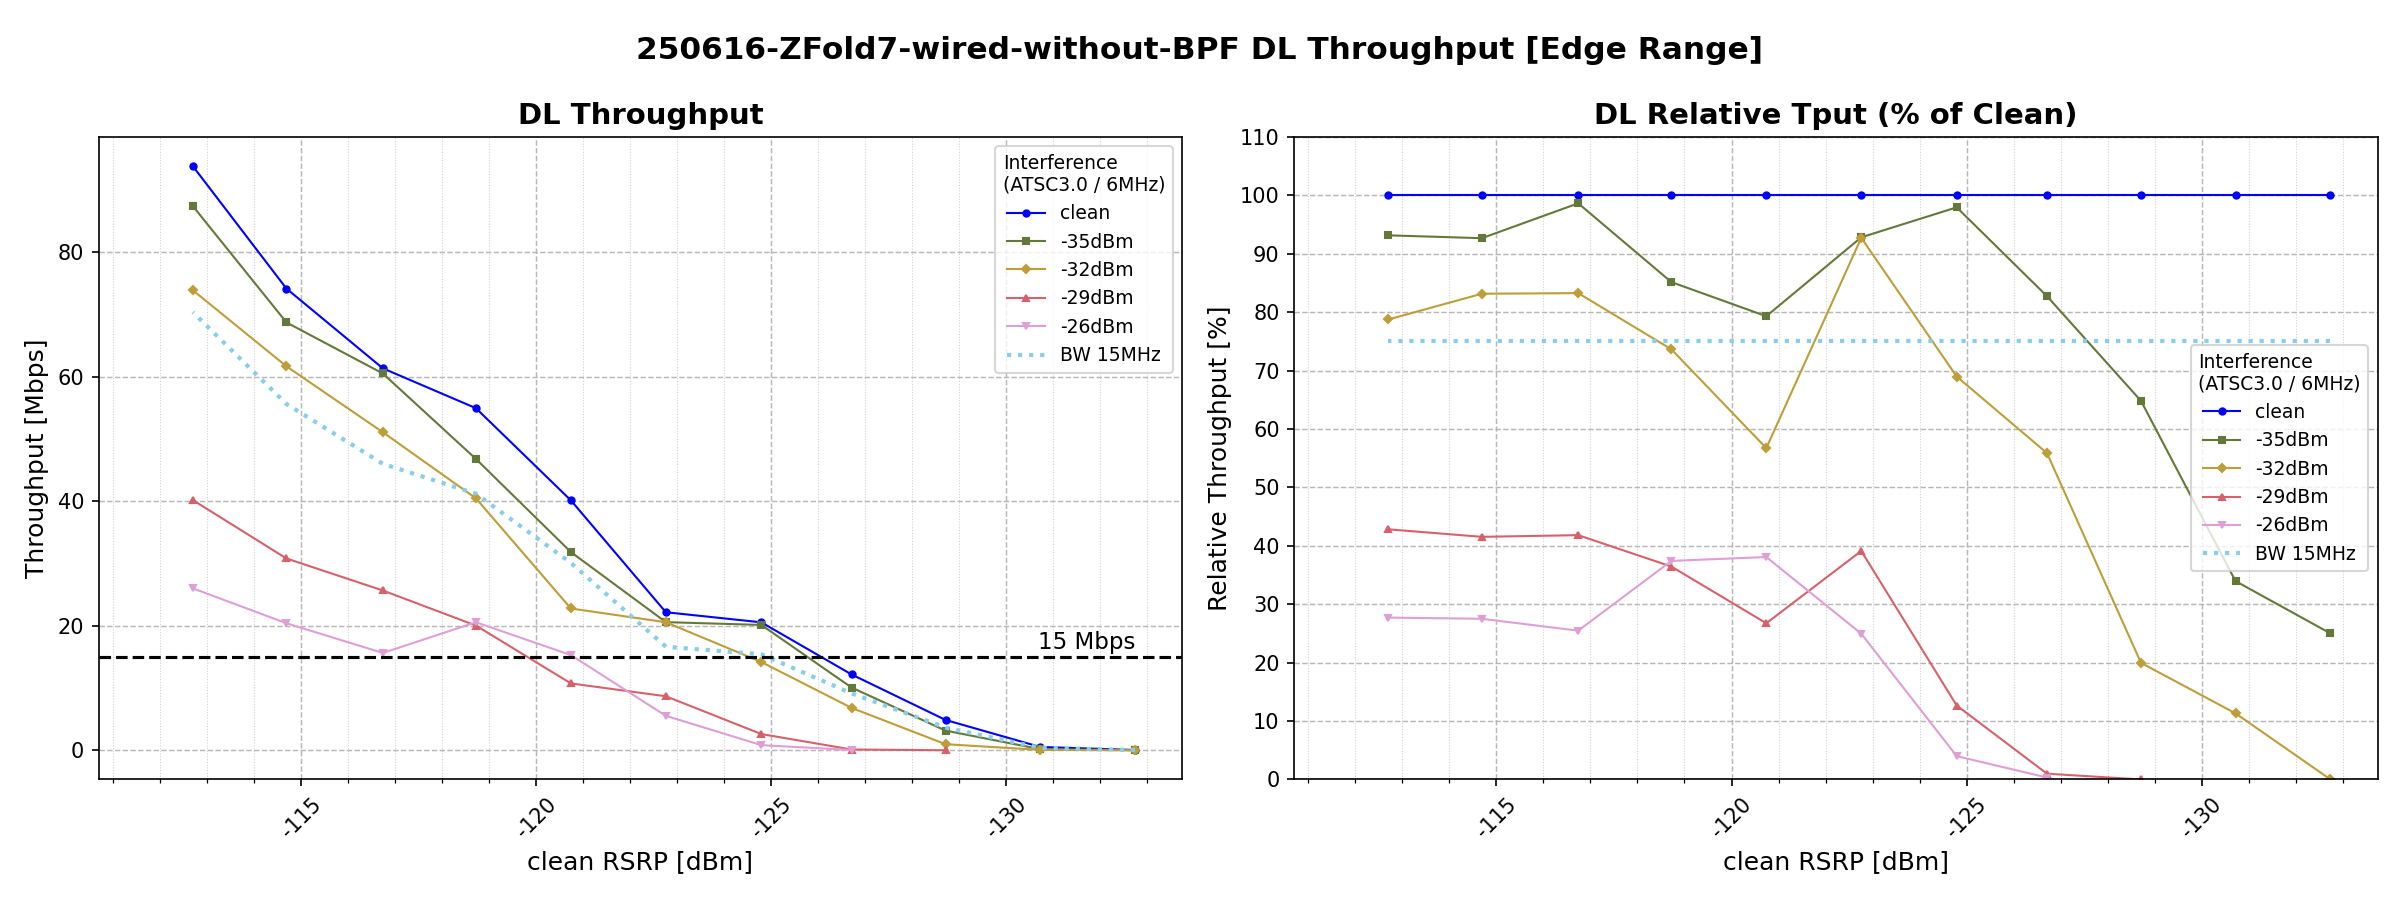 250616-ZFold7-wired-without-BPF DL Throughput [Edge Range]
DL Throughput
Throughput [Mbps]
80
60
40
20
0
-115
-120
-125
-130
clean RSRP [dBm]
15 Mbps
Interference
(ATSC3.0 / 6MHz)
clean
-35dBm
-32dBm
-29dBm
-26dBm
BW 15MHz
DL Relative Tput (% of Clean)
Relative Throughput [%]
110
100
90
80
70
60
50
40
30
20
10
0
-115
-120
-125
-130
clean RSRP [dBm]
Interference
(ATSC3.0 / 6MHz)
clean
-35dBm
-32dBm
-29dBm
-26dBm
BW 15MHz